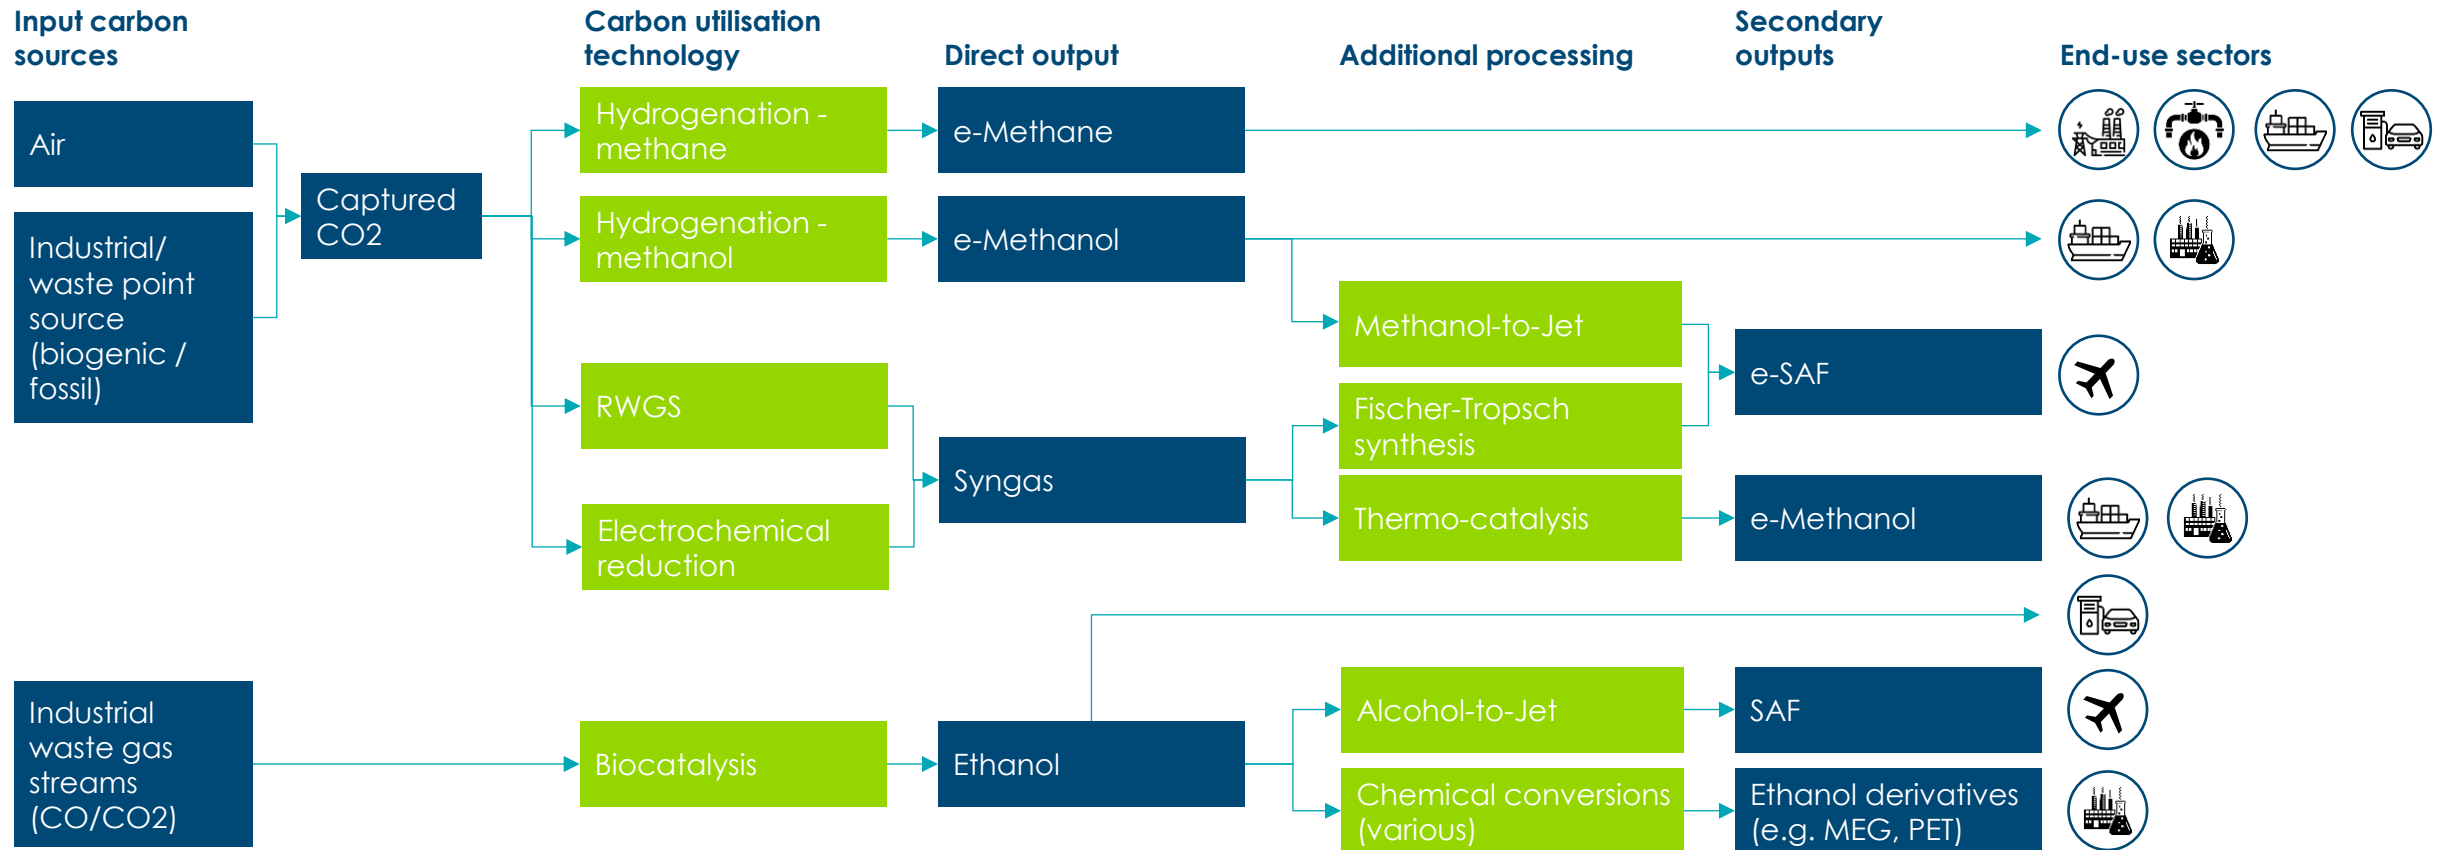 Input carbon
sources
Carbon utilisation
technology
Direct output
Additional processing
Secondary
outputs
End-use sectors
Air
Industrial/
waste point
source
(biogenic /
fossil)
Captured
CO2
Hydrogenation -
methane
e-Methane
Hydrogenation -
methanol
e-Methanol
Methanol-to-Jet
e-SAF
RWGS
Fischer-Tropsch
synthesis
Syngas
Electrochemical
reduction
Thermo-catalysis
e-Methanol
Industrial
waste gas
streams
(CO/CO2)
Biocatalysis
Ethanol
Alcohol-to-Jet
SAF
Chemical conversions
(various)
Ethanol derivatives
(e.g. MEG, PET)